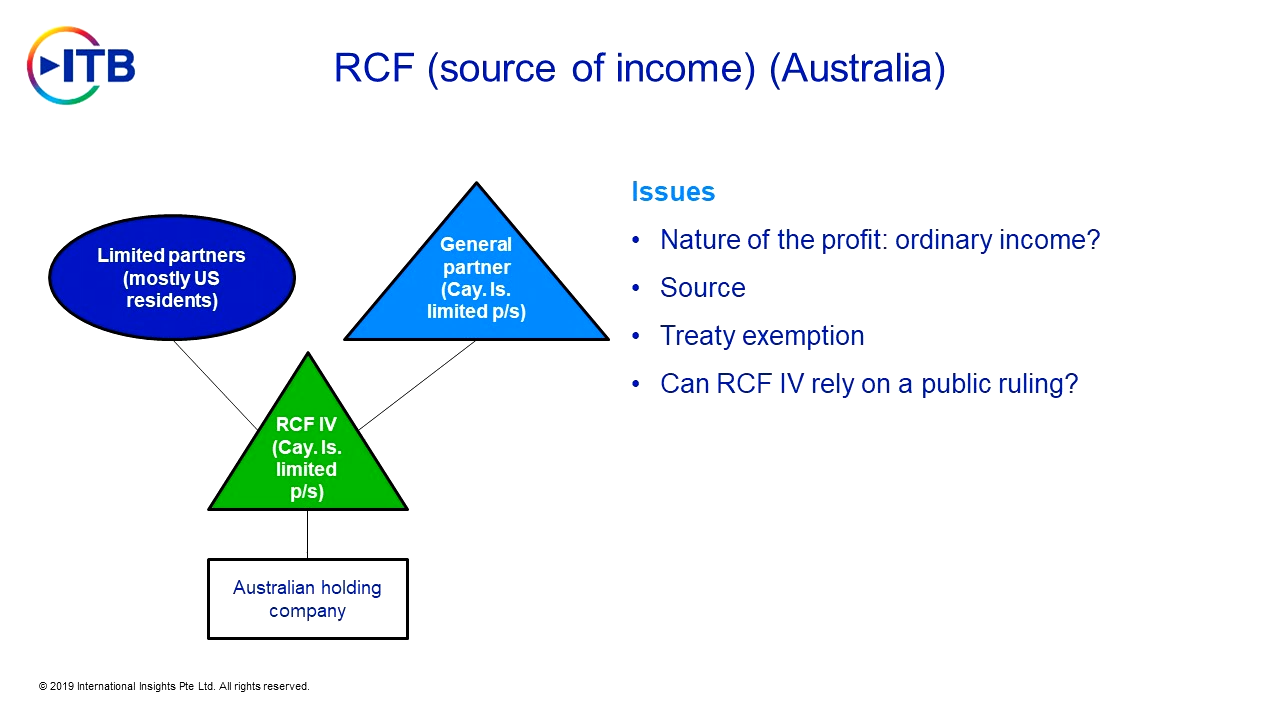 ITB
RCF (source of income) (Australia)
Limited partners
(mostly US
residents)
General
partner
(Cay. Is.
limited p/s)
RCF IV
(Cay. Is.
limited
p/s)
Australian holding
company
Issues
• Nature of the profit: ordinary income?
• Source
• Treaty exemption
• Can RCF IV rely on a public ruling?
© 2019 International Insights Pte Ltd. All rights reserved.